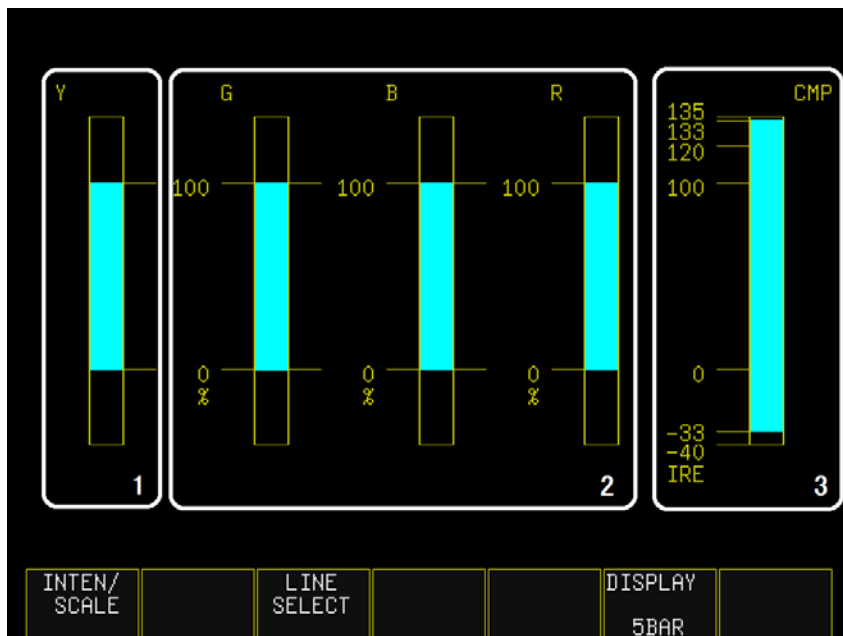 Y
G
B
R
CMP
135
133
120
100
100
100
100
0
0
0
0
%
%
%
-33
-40
IRE
1
2
3
INTEN/
SCALE
LINE
SELECT
DISPLAY
5BAR